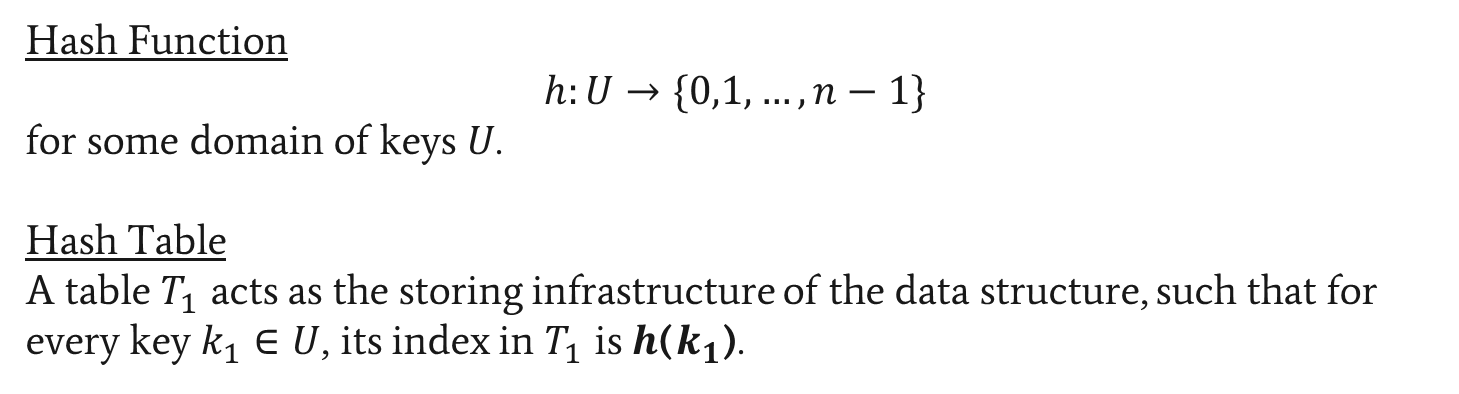 Hash Function
h: U → {0,1, … , n − 1}
for some domain of keys U.
Hash Table
A table T₁ acts as the storing infrastructure of the data structure, such that for
every key k₁ ∈ U, its index in T₁ is h(k₁).